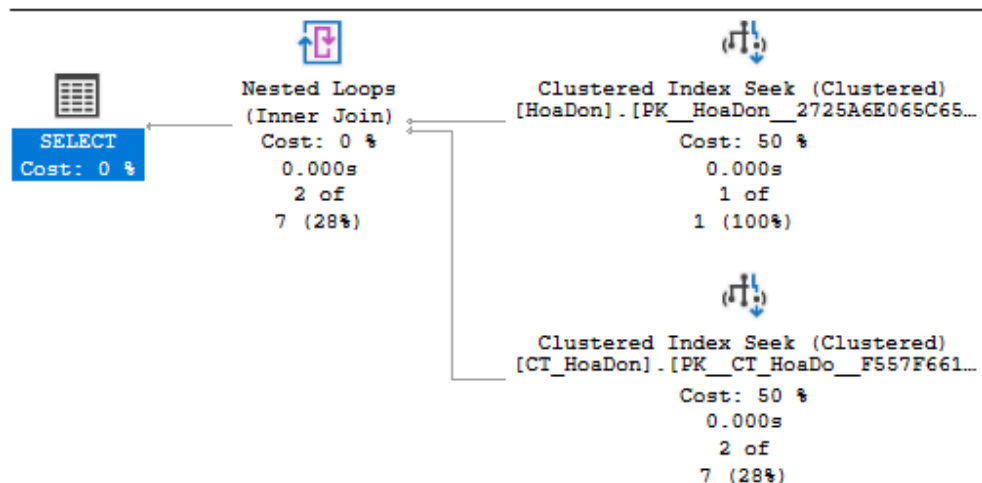 SELECT
Cost: 0 %
Nested Loops
(Inner Join)
Cost: 0 %
0.000s
2 of
7 (28%)
Clustered Index Seek (Clustered)
[HoaDon].[PK__HoaDon__2725A6E065C65…
Cost: 50 %
0.000s
1 of
1 (100%)
Clustered Index Seek (Clustered)
[CT_HoaDon].[PK__CT_HoaDo__F557F661…
Cost: 50 %
0.000s
2 of
7 (28%)